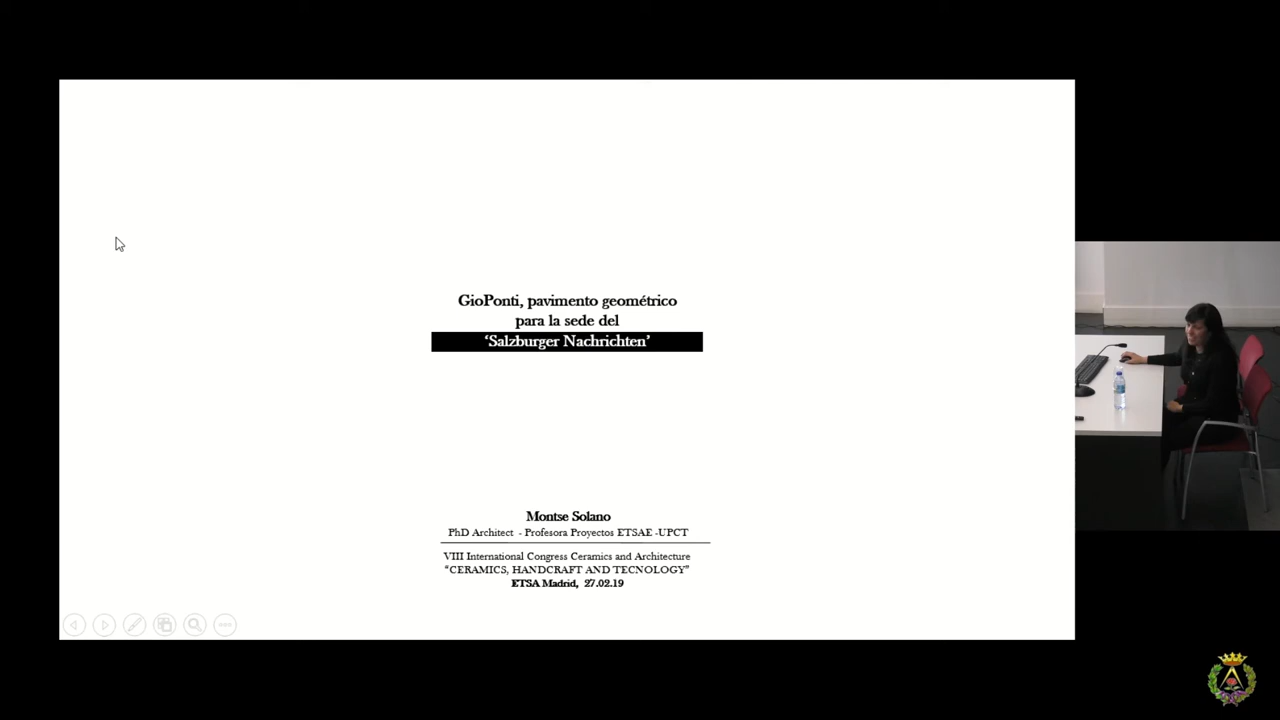 GioPonti, pavimento geométrico
para la sede del
‘Salzburger Nachrichten’
Montse Solano
PhD Architect - Profesora Proyectos ETSAE -UPCT
VIII International Congress Ceramics and Architecture
“CERAMICS, HANDCRAFT AND TECNOLOGY”
ETSA Madrid, 27.02.19